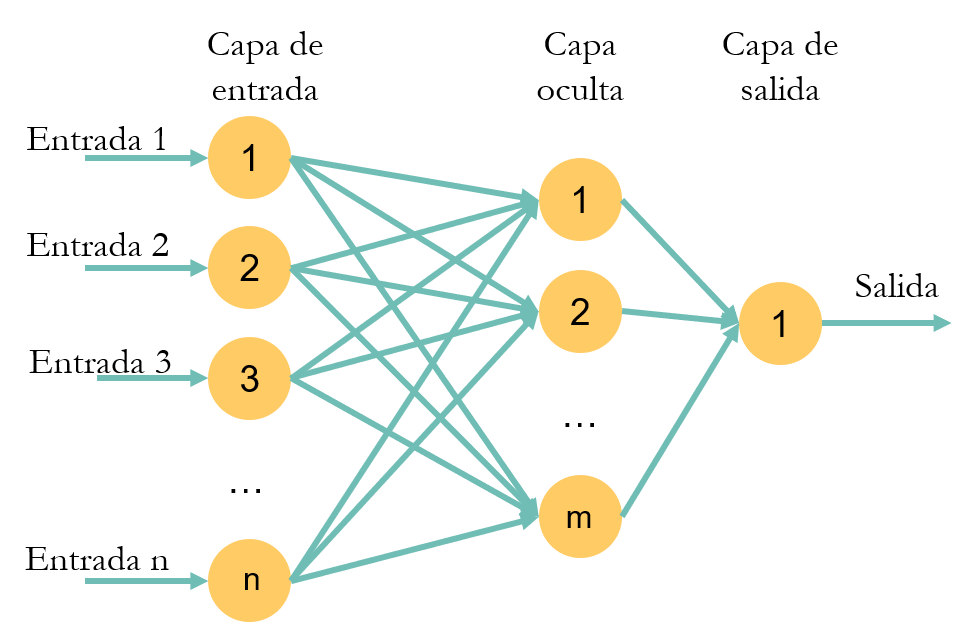 Capa de
entrada
Capa
oculta
Capa de
salida
Entrada 1
1
Entrada 2
2
Entrada 3
3
...
Entrada n
n
1
2
...
m
1
Salida